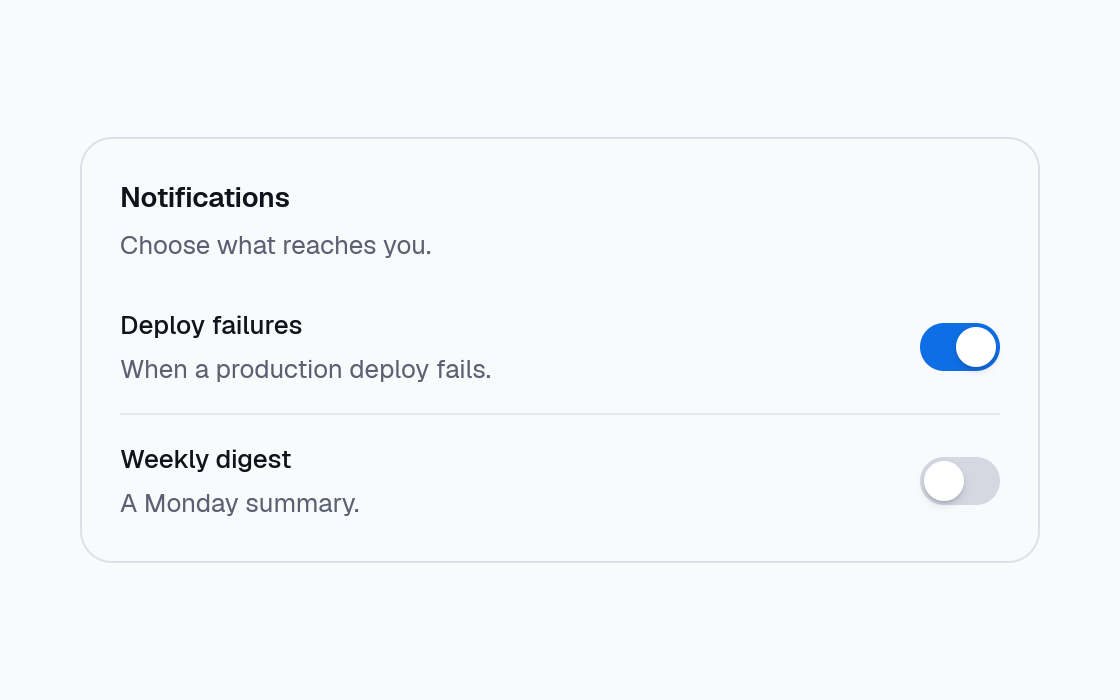 Notifications
Choose what reaches you.
Deploy failures
When a production deploy fails.
Weekly digest
A Monday summary.